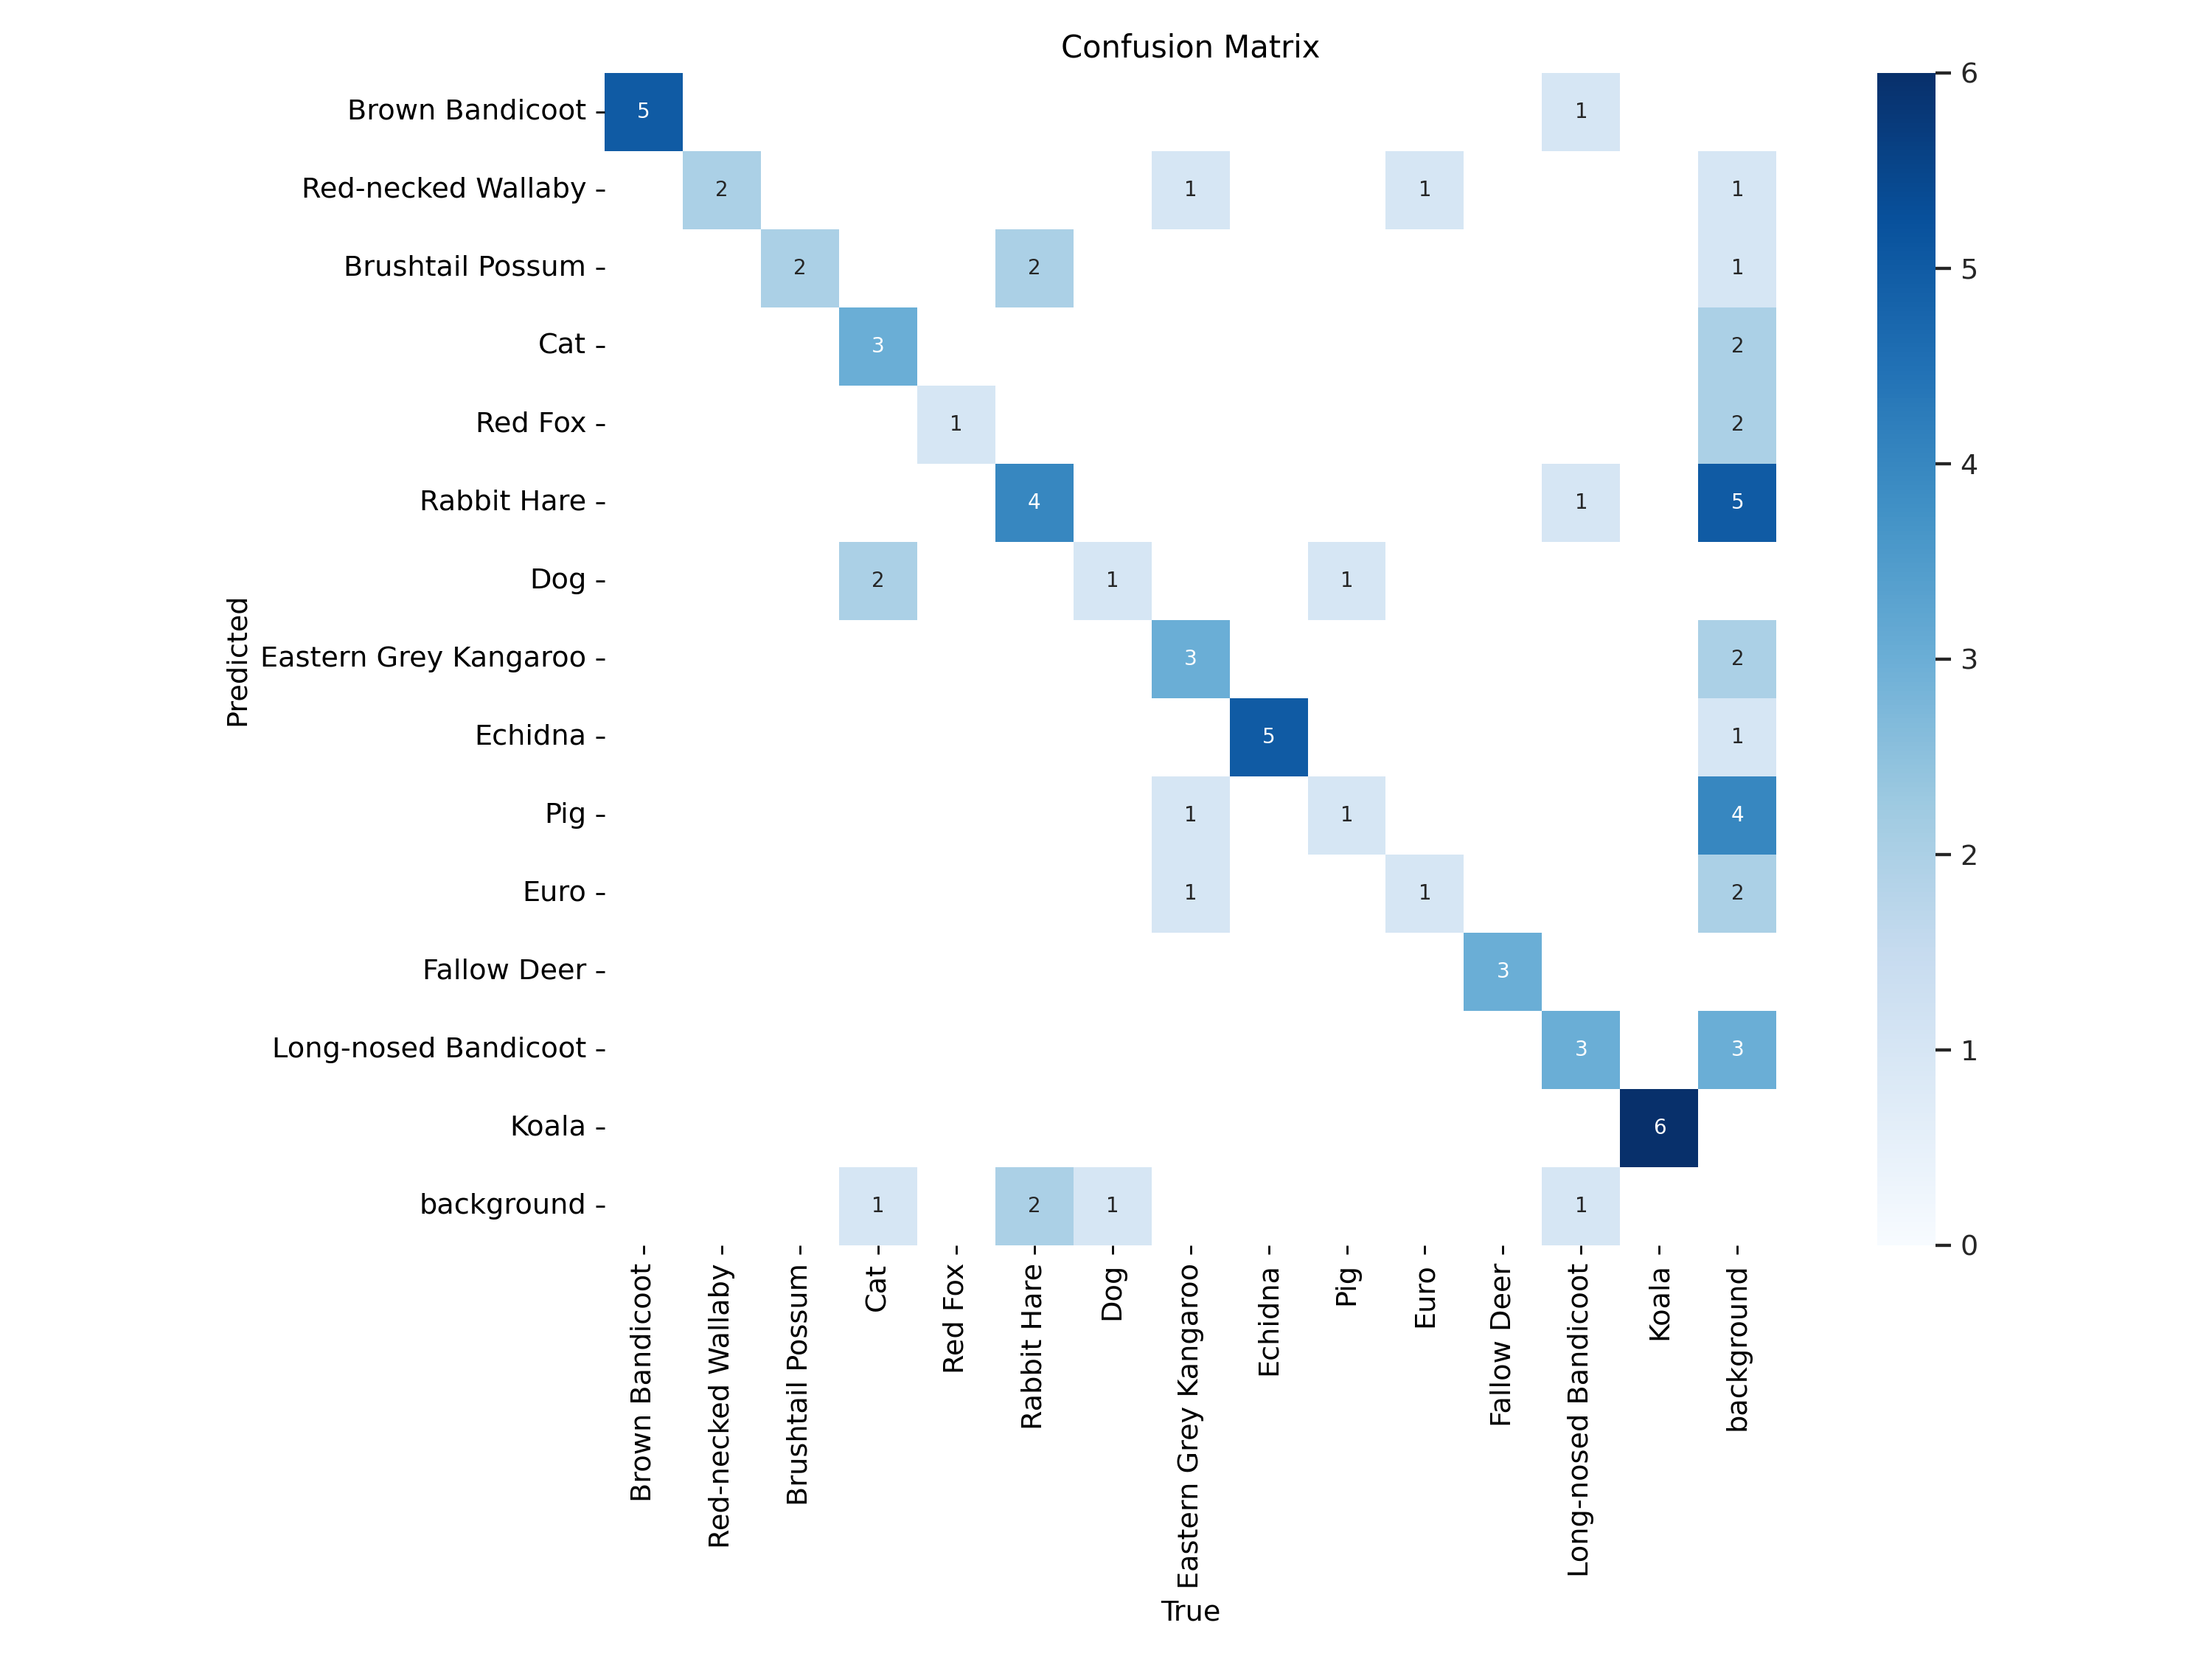 Confusion Matrix
Brown Bandicoot 5 1
Red-necked Wallaby 2 1 1 1
Brushtail Possum 2 2 1
Cat 3 2
Red Fox 1 2
Rabbit Hare 4 1 5
Dog 2 1 1
Eastern Grey Kangaroo 3 2
Echidna 5 1
Pig 1 1 4
Euro 1 1 2
Fallow Deer 3
Long-nosed Bandicoot 3 3
Koala 6
background 1 2 1 1
Predicted
Brown Bandicoot
Red-necked Wallaby
Brushtail Possum
Cat
Red Fox
Rabbit Hare
Dog
Eastern Grey Kangaroo
Echidna
Pig
Euro
Fallow Deer
Long-nosed Bandicoot
Koala
background
True
6
5
4
3
2
1
0